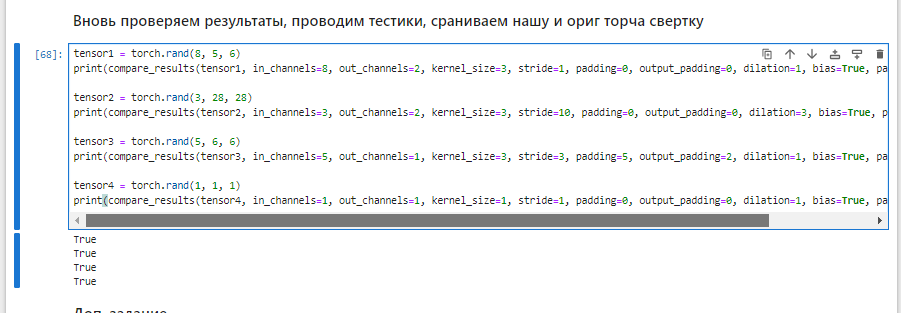 Вновь проверяем результаты, проводим тестики, сраниваем нашу и ориг торча свертку
[68]:
tensor1 = torch.rand(8, 5, 6)
print(compare_results(tensor1, in_channels=8, out_channels=2, kernel_size=3, stride=1, padding=0, output_padding=0, dilation=1, bias=True, pa
tensor2 = torch.rand(3, 28, 28)
print(compare_results(tensor2, in_channels=3, out_channels=2, kernel_size=3, stride=10, padding=0, output_padding=0, dilation=3, bias=True, p
tensor3 = torch.rand(5, 6, 6)
print(compare_results(tensor3, in_channels=5, out_channels=1, kernel_size=3, stride=3, padding=5, output_padding=2, dilation=1, bias=True, pa
tensor4 = torch.rand(1, 1, 1)
print(compare_results(tensor4, in_channels=1, out_channels=1, kernel_size=1, stride=1, padding=0, output_padding=0, dilation=1, bias=True, pa
True
True
True
True
Доп. задание